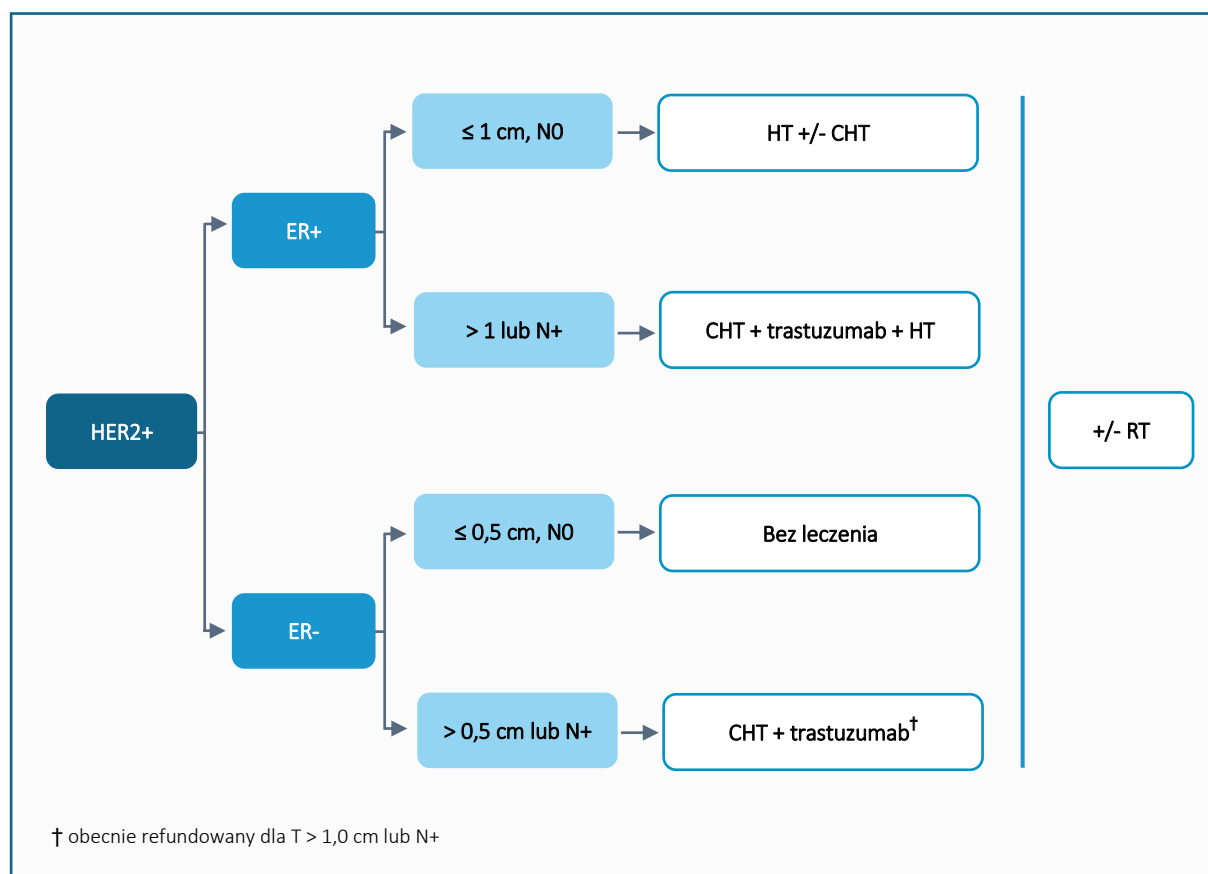 ≤ 1 cm, N0
HT +/- CHT
ER+
> 1 lub N+
CHT + trastuzumab + HT
HER2+
+/- RT
≤ 0,5 cm, N0
Bez leczenia
ER-
> 0,5 cm lub N+
CHT + trastuzumab†
† obecnie refundowany dla T > 1,0 cm lub N+